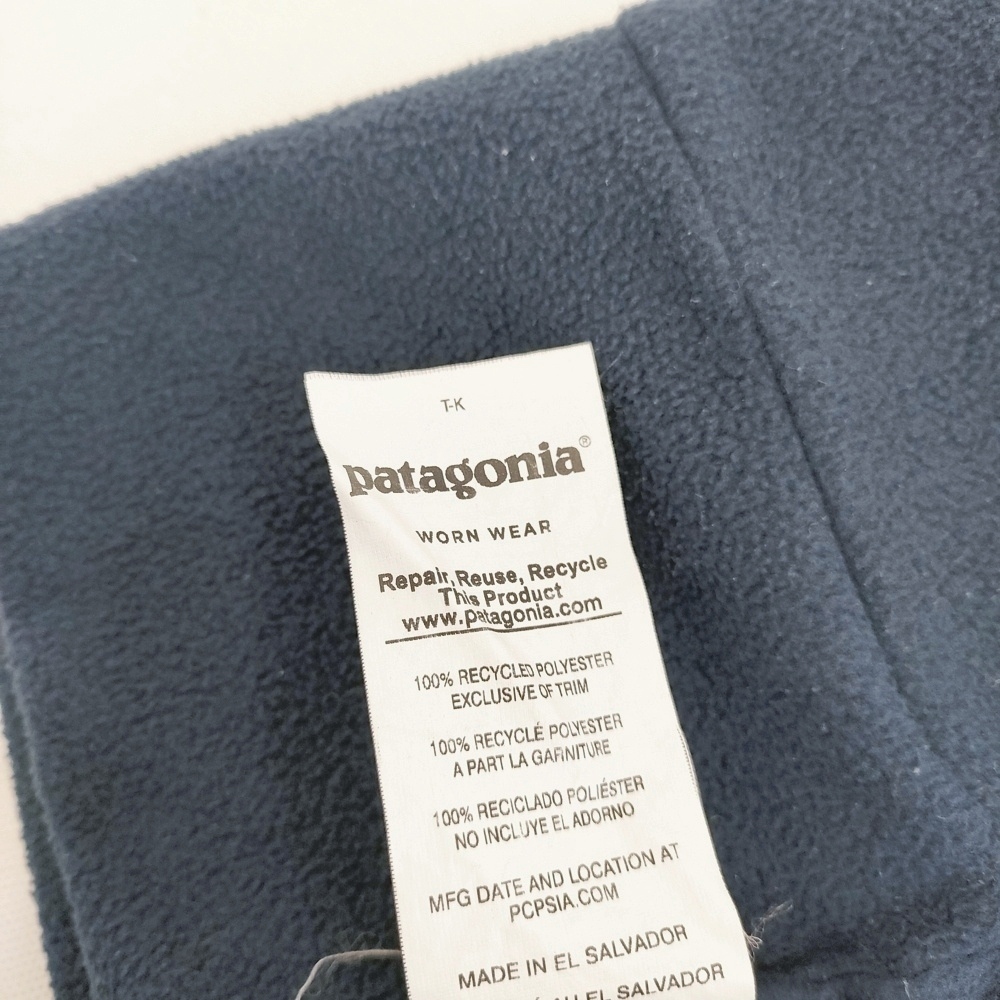 T-K
patagonia®
WORN WEAR
Repair, Reuse, Recycle
This Product
www.patagonia.com
100% RECYCLED POLYESTER
EXCLUSIVE OF TRIM
100% RECYCLÉ POLYESTER
A PART LA GAFINITURE
100% RECICLADO POLIÉSTER
NO INCLUYE EL ADORNO
MFG DATE AND LOCATION AT
PCPSIA.COM
MADE IN EL SALVADOR
EL SALVADOR